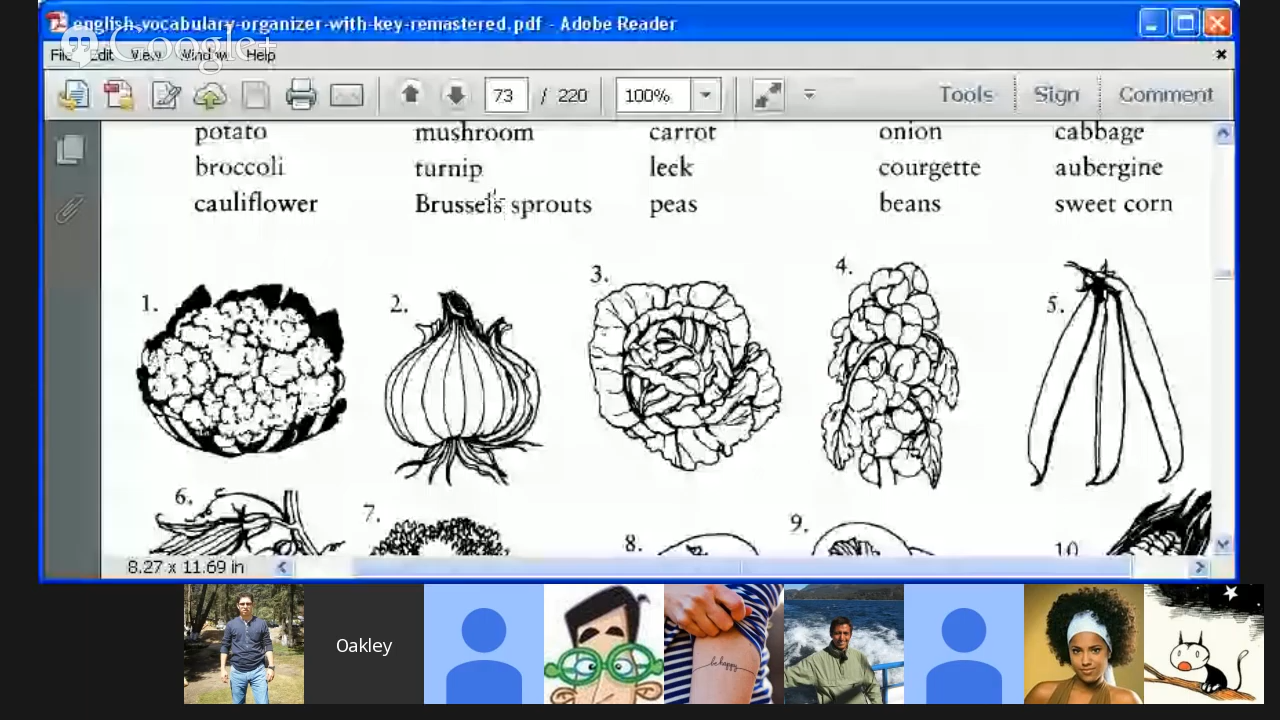 english-vocabulary-organizer-with-key-remastered.pdf - Adobe Reader
Google+
File Edit View Window Help
73 / 220 100% Tools Sign Comment
potato mushroom carrot onion cabbage
broccoli turnip leek courgette aubergine
cauliflower Brussels sprouts peas beans sweet corn
1. 2. 3. 4. 5.
6. 7. 8. 9. 10.
8.27 x 11.69 in
Oakley
be happy